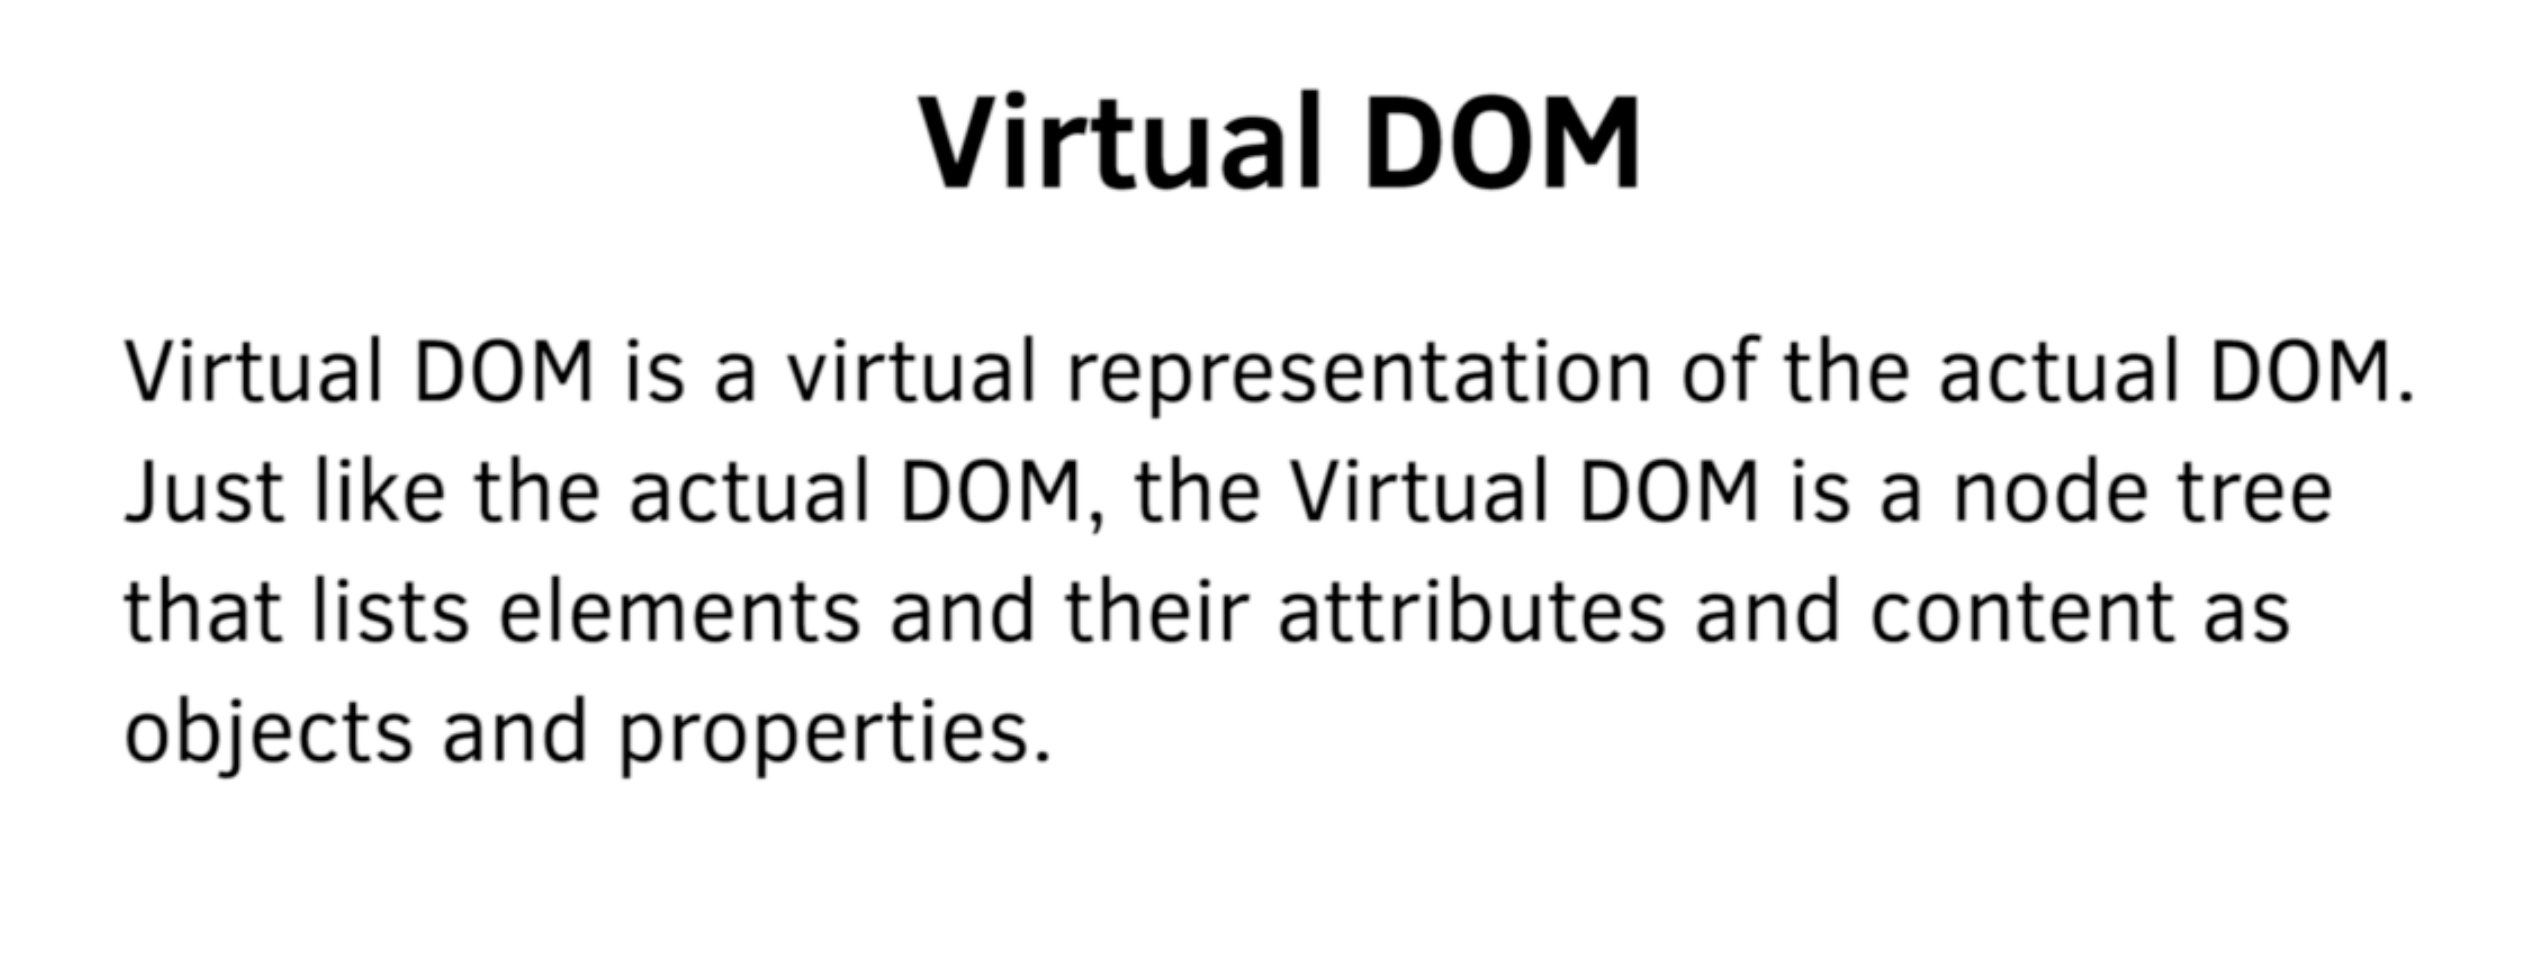 Virtual DOM
Virtual DOM is a virtual representation of the actual DOM.
Just like the actual DOM, the Virtual DOM is a node tree
that lists elements and their attributes and content as
objects and properties.